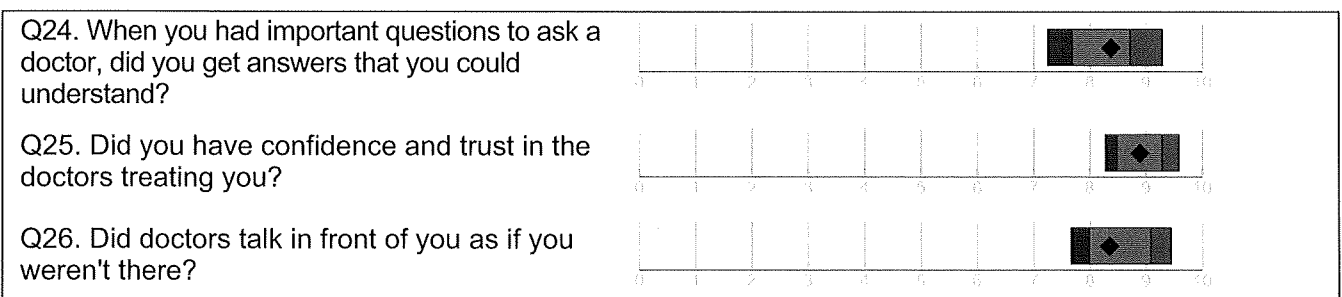 Q24. When you had important questions to ask a
doctor, did you get answers that you could
understand?
0 1 2 3 4 5 6 7 8 9 10
Q25. Did you have confidence and trust in the
doctors treating you?
0 1 2 3 4 5 6 7 8 9 10
Q26. Did doctors talk in front of you as if you
weren't there?
0 1 2 3 4 5 6 7 8 9 10